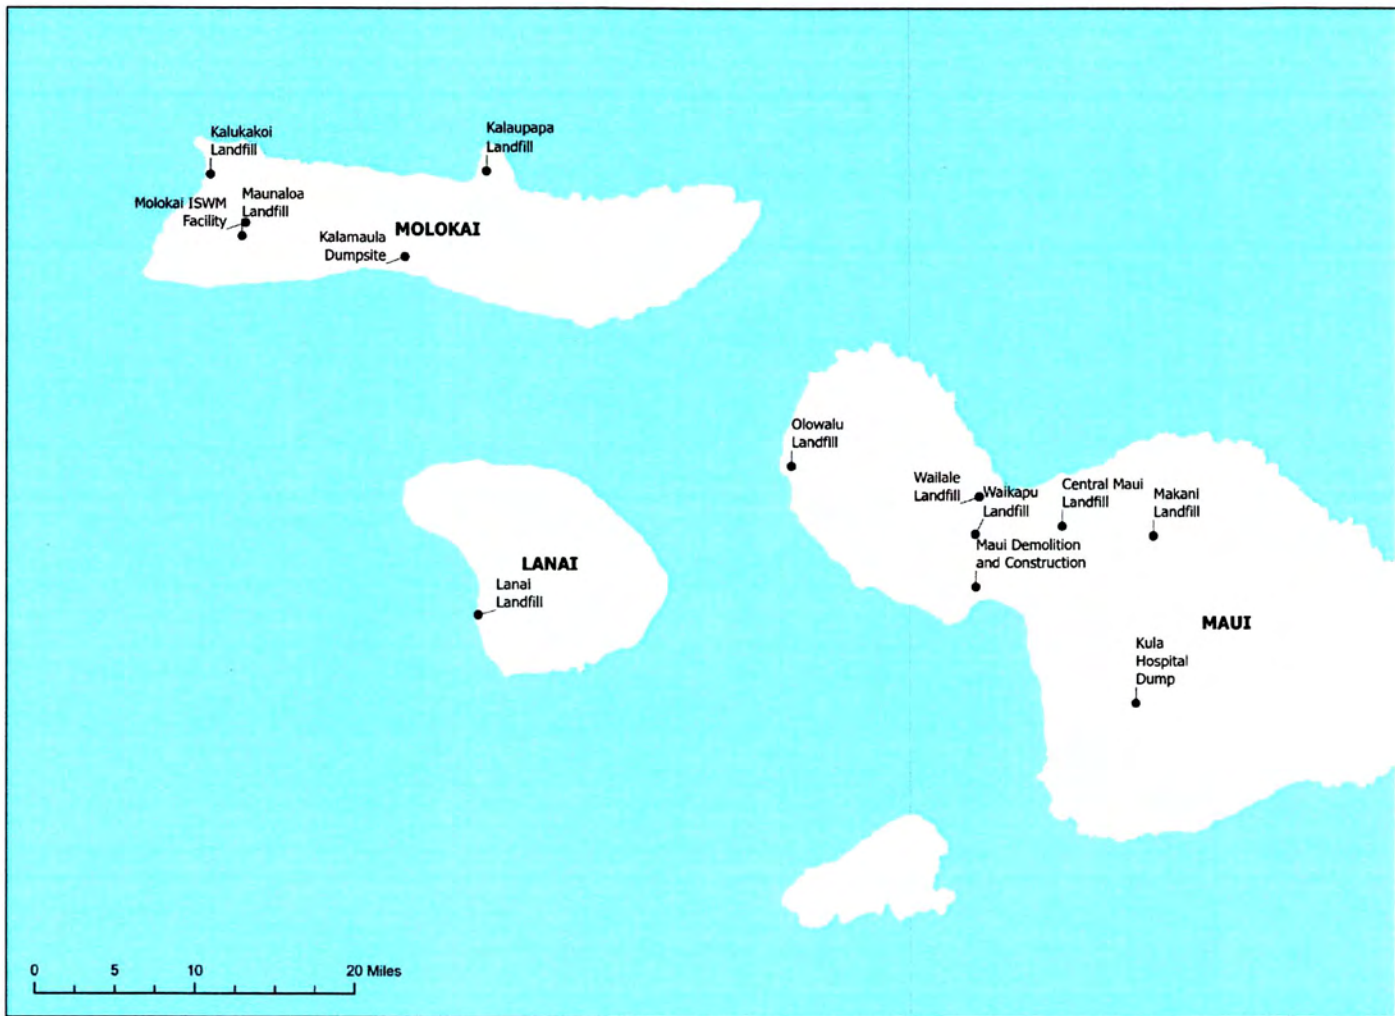 Kalukakoi
Landfill
Kalaupapa
Landfill
Molokai ISWM
Facility
Maunaloa
Landfill
Kalamaula
Dumpsite
MOLOKAI
Olowalu
Landfill
Wailale
Landfill
Waikapu
Landfill
Central Maui
Landfill
Makani
Landfill
Maui Demolition
and Construction
LANAI
Lanai
Landfill
MAUI
Kula
Hospital
Dump
0 5 10 20 Miles